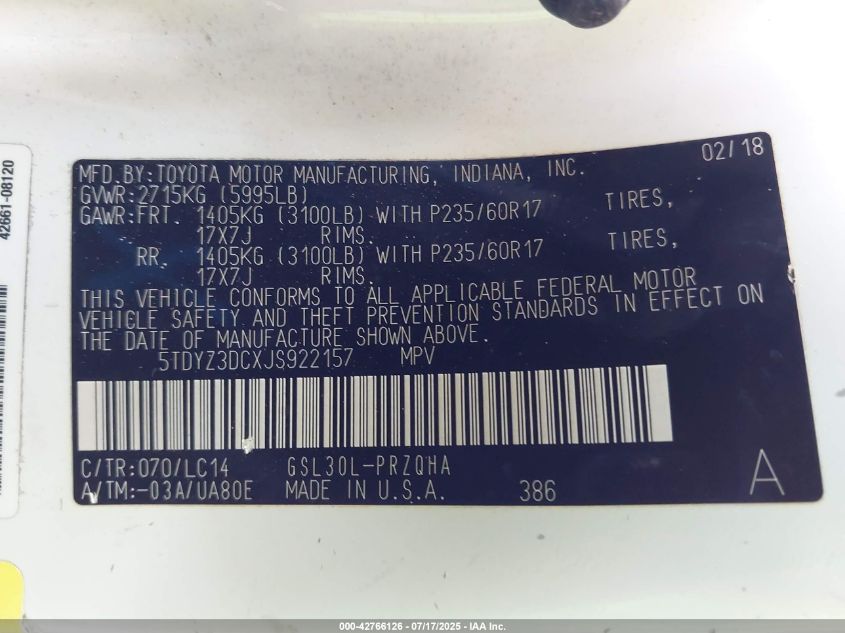 42661-08120
02/18
MFD.BY:TOYOTA MOTOR MANUFACTURING, INDIANA, INC.
GVWR:2715KG (5995LB)
GAWR:FRT. 1405KG (3100LB) WITH P235/60R17 TIRES,
17X7J RIMS.
RR. 1405KG (3100LB) WITH P235/60R17 TIRES,
17X7J RIMS.
THIS VEHICLE CONFORMS TO ALL APPLICABLE FEDERAL MOTOR
VEHICLE SAFETY AND THEFT PREVENTION STANDARDS IN EFFECT ON
THE DATE OF MANUFACTURE SHOWN ABOVE.
5TDYZ3DCXJS922157 MPV
C/TR:070/LC14 GSL30L-PRZQHA
A/TM:-03A/UA80E MADE IN U.S.A. 386 A
000-42766126 - 07/17/2025 - IAA Inc.